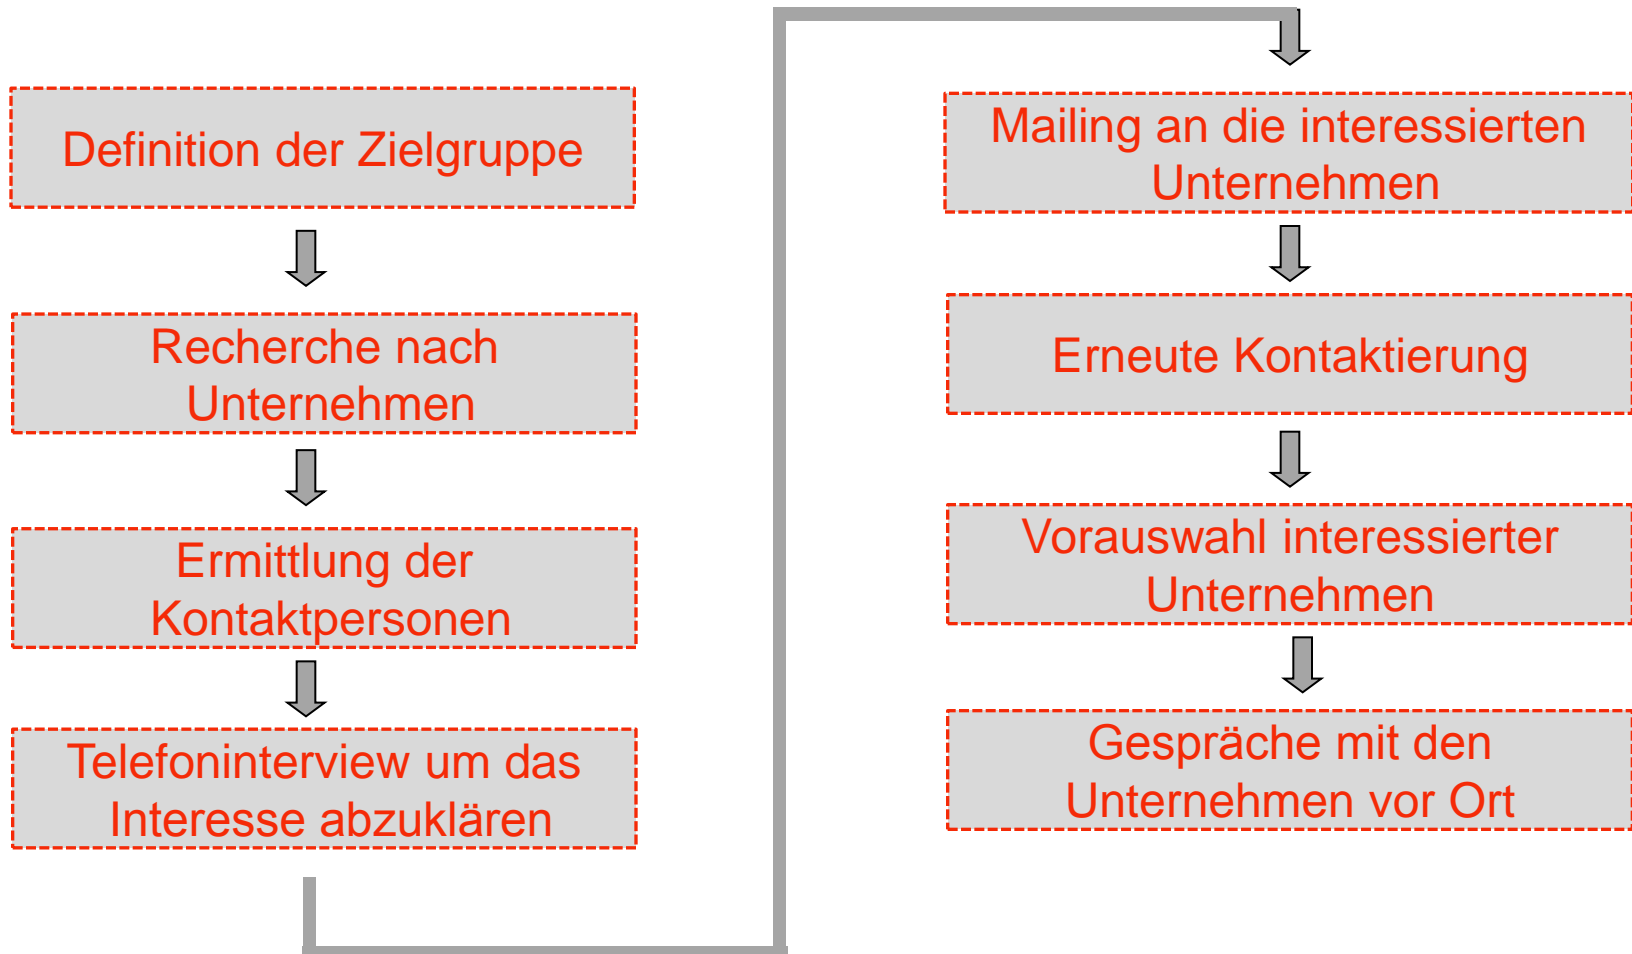 Definition der Zielgruppe
Recherche nach
Unternehmen
Ermittlung der
Kontaktpersonen
Telefoninterview um das
Interesse abzuklären
Mailing an die interessierten
Unternehmen
Erneute Kontaktierung
Vorauswahl interessierter
Unternehmen
Gespräche mit den
Unternehmen vor Ort